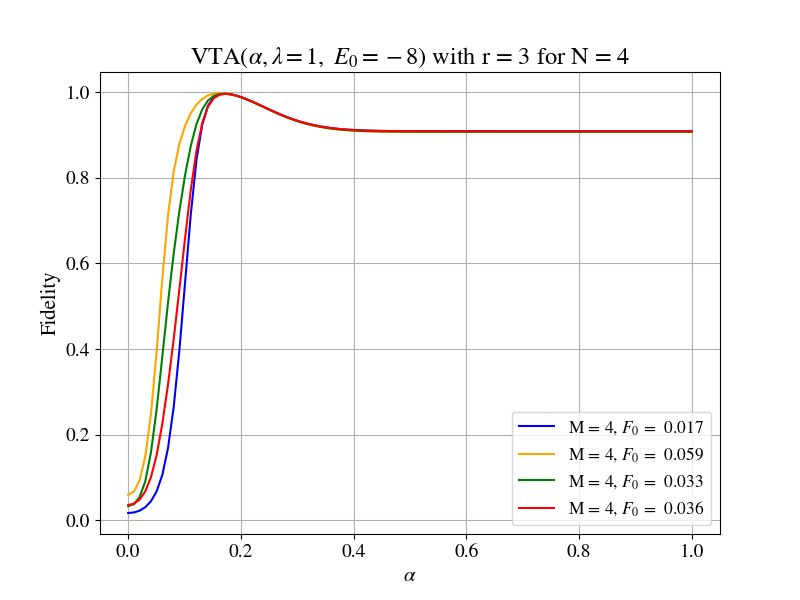 VTA(α, λ = 1, E₀ = −8) with r = 3 for N = 4
Fidelity
1.0
0.8
0.6
0.4
0.2
0.0
0.0 0.2 0.4 0.6 0.8 1.0
α
M = 4, F₀ = 0.017
M = 4, F₀ = 0.059
M = 4, F₀ = 0.033
M = 4, F₀ = 0.036